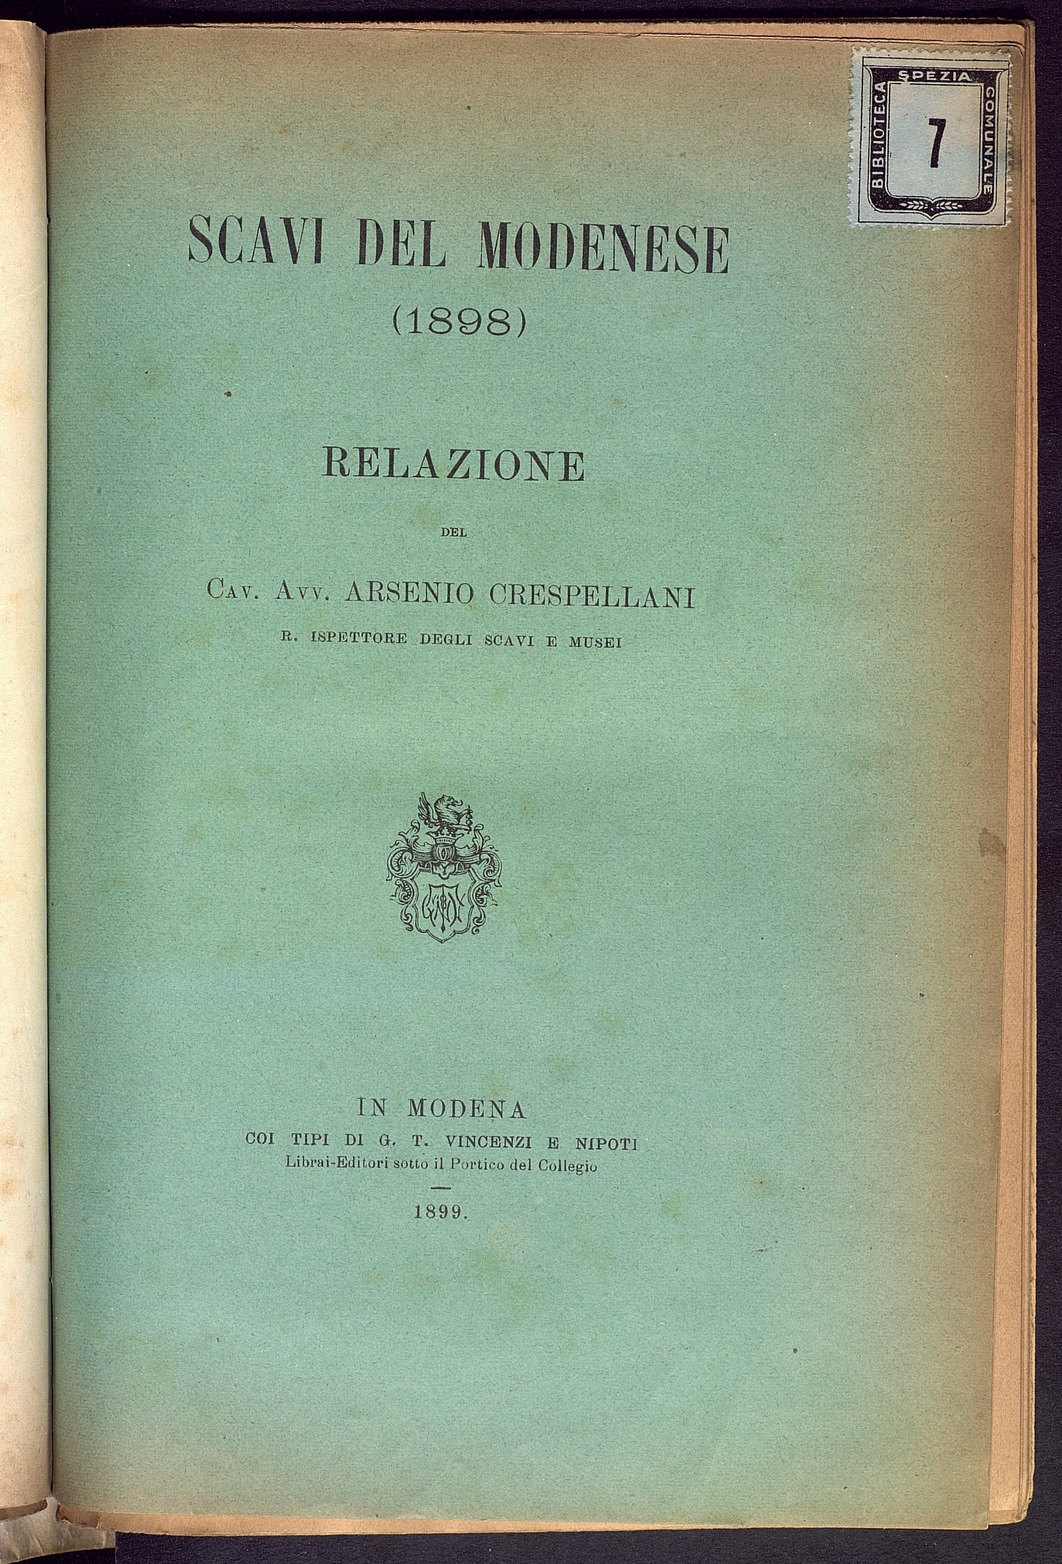 BIBLIOTECA
SPEZIA
COMUNALE
7
SCAVI DEL MODENESE
(1898)
RELAZIONE
DEL
CAV. AVV. ARSENIO CRESPELLANI
R. ISPETTORE DEGLI SCAVI E MUSEI
IN MODENA
COI TIPI DI G. T. VINCENZI E NIPOTI
Librai-Editori sotto il Portico del Collegio
1899.